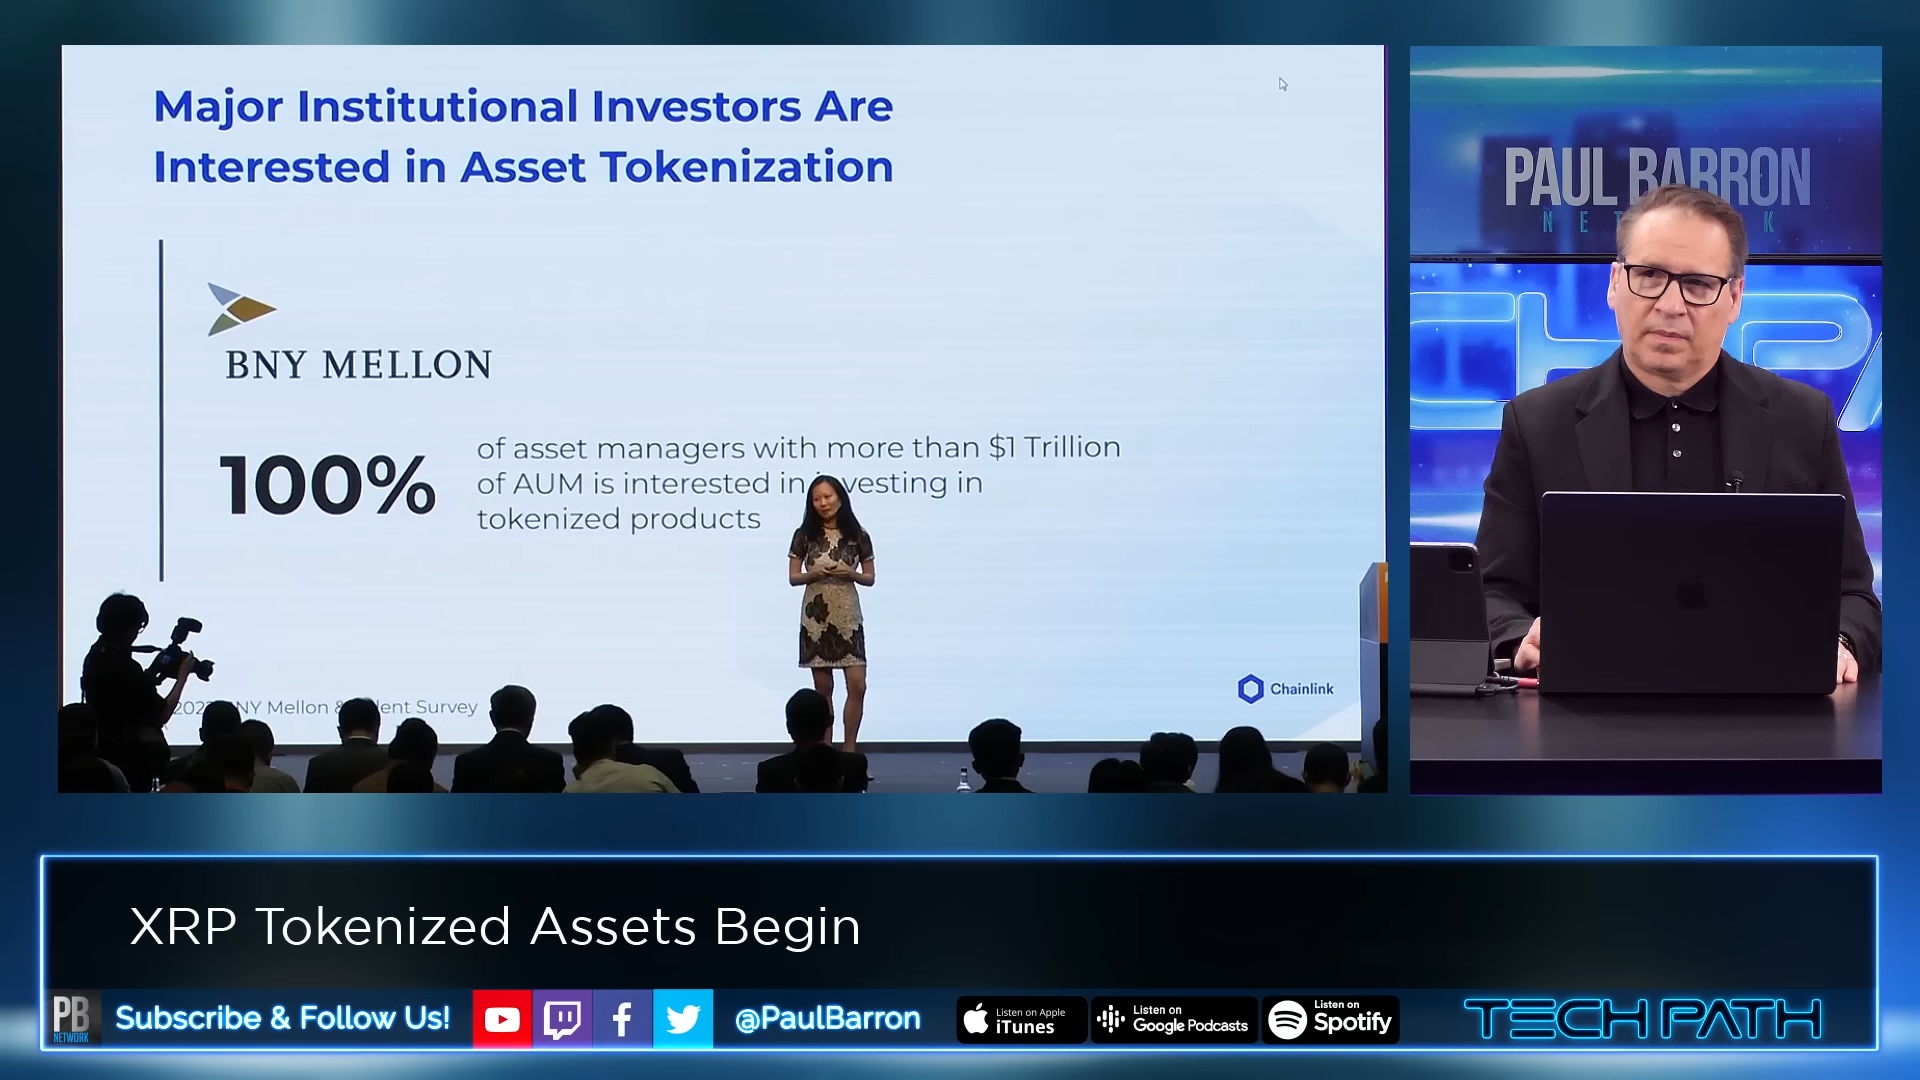 Major Institutional Investors Are
Interested in Asset Tokenization
BNY MELLON
100%
of asset managers with more than $1 Trillion
of AUM is interested in investing in
tokenized products
Mellon &
Survey
Chainlink
PAUL BARRON
XRP Tokenized Assets Begin
PB
NETWORK
Subscribe & Follow Us!
@PaulBarron
Listen on Apple
iTunes
Listen on
Google Podcasts
Listen on
Spotify
TECH PATH